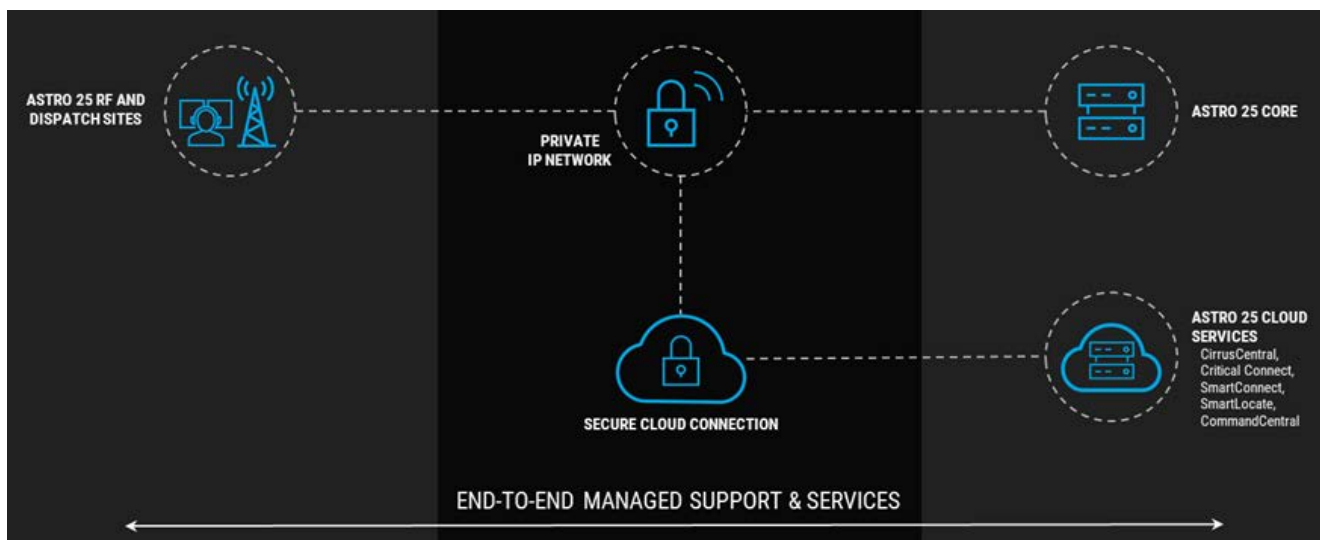 ASTRO 25 RF AND
DISPATCH SITES
PRIVATE
IP NETWORK
ASTRO 25 CORE
SECURE CLOUD CONNECTION
ASTRO 25 CLOUD
SERVICES
CirrusCentral,
Critical Connect,
SmartConnect,
SmartLocate,
CommandCentral
END-TO-END MANAGED SUPPORT & SERVICES